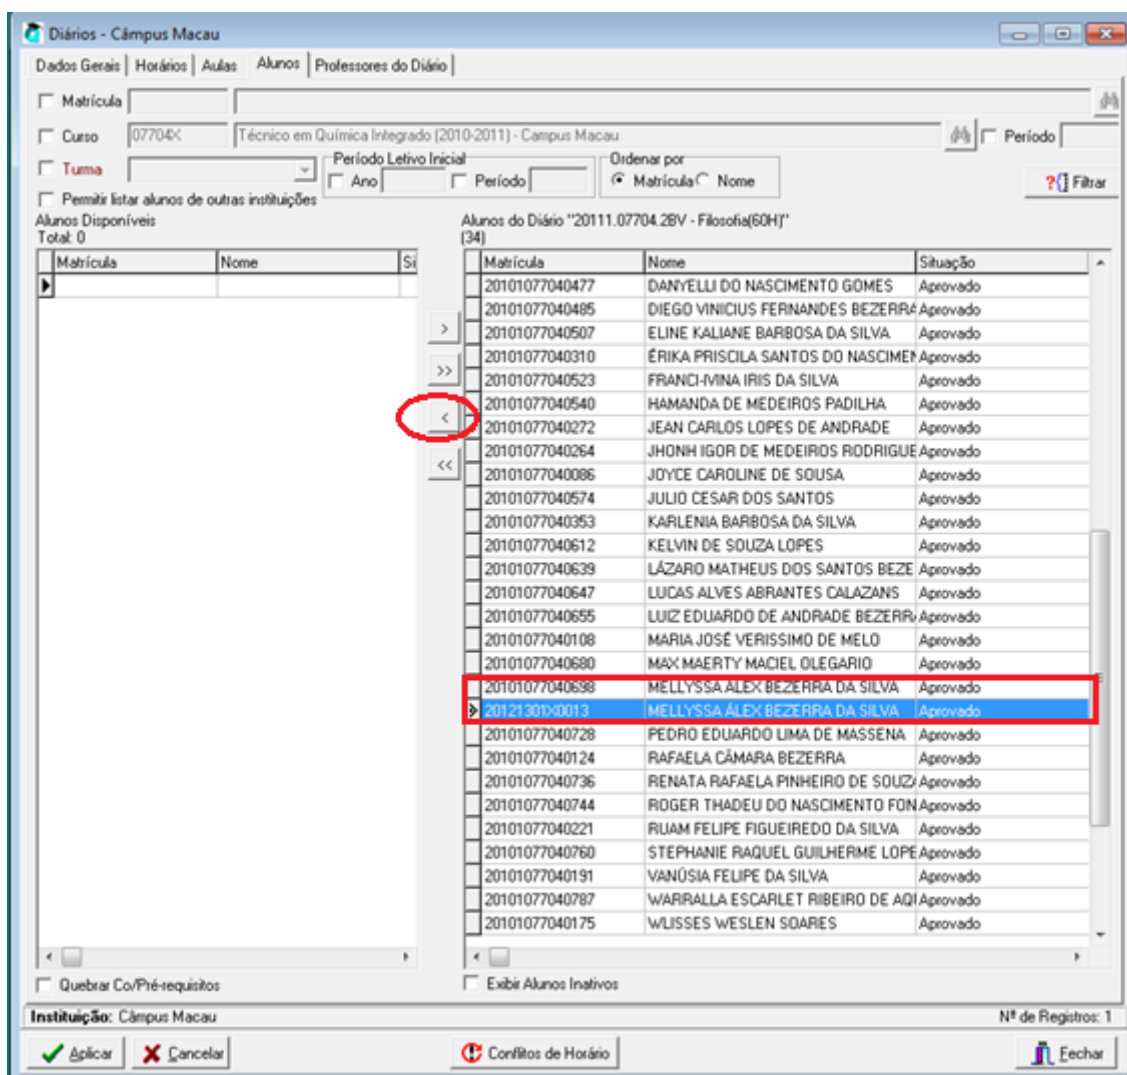 Diários - Câmpus Macau
Dados Gerais Horários Aulas Alunos Professores do Diário
Matrícula
Curso 07704X Técnico em Química Integrado (2010-2011) - Campus Macau Período
Turma Período Letivo Inicial Ano Período Ordenar por Matrícula Nome Filtrar
Permitir listar alunos de outras instituições
Alunos Disponíveis
Total: 0
Matrícula Nome Si
>
>>
<
<<
Alunos do Diário "20111.07704.2BV - Filosofia(60H)"
(34)
Matrícula Nome Situação
20101077040477 DANYELLI DO NASCIMENTO GOMES Aprovado
20101077040485 DIEGO VINICIUS FERNANDES BEZERRA Aprovado
20101077040507 ELINE KALIANE BARBOSA DA SILVA Aprovado
20101077040310 ÉRIKA PRISCILA SANTOS DO NASCIMEN Aprovado
20101077040523 FRANCI-IVINA IRIS DA SILVA Aprovado
20101077040540 HAMANDA DE MEDEIROS PADILHA Aprovado
20101077040272 JEAN CARLOS LOPES DE ANDRADE Aprovado
20101077040264 JHONH IGOR DE MEDEIROS RODRIGUE Aprovado
20101077040086 JOYCE CAROLINE DE SOUSA Aprovado
20101077040574 JULIO CESAR DOS SANTOS Aprovado
20101077040353 KARLENIA BARBOSA DA SILVA Aprovado
20101077040612 KELVIN DE SOUZA LOPES Aprovado
20101077040639 LÁZARO MATHEUS DOS SANTOS BEZE Aprovado
20101077040647 LUCAS ALVES ABRANTES CALAZANS Aprovado
20101077040655 LUIZ EDUARDO DE ANDRADE BEZERR Aprovado
20101077040108 MARIA JOSÉ VERISSIMO DE MELO Aprovado
20101077040680 MAX MAERTY MACIEL OLEGARIO Aprovado
20101077040698 MELLYSSA ÁLEX BEZERRA DA SILVA Aprovado
20121301X0013 MELLYSSA ÁLEX BEZERRA DA SILVA Aprovado
20101077040728 PEDRO EDUARDO LIMA DE MASSENA Aprovado
20101077040124 RAFAELA CÂMARA BEZERRA Aprovado
20101077040736 RENATA RAFAELA PINHEIRO DE SOUZ Aprovado
20101077040744 ROGER THADEU DO NASCIMENTO FON Aprovado
20101077040221 RUAM FELIPE FIGUEIREDO DA SILVA Aprovado
20101077040760 STEPHANIE RAQUEL GUILHERME LOPE Aprovado
20101077040191 VANÚSIA FELIPE DA SILVA Aprovado
20101077040787 WARRALLA ESCARLET RIBEIRO DE AQI Aprovado
20101077040175 WLISSES WESLEN SOARES Aprovado
Quebrar Co/Pré-requisitos Exibir Alunos Inativos
Instituição: Câmpus Macau Nº de Registros: 1
Aplicar Cancelar Conflitos de Horário Fechar